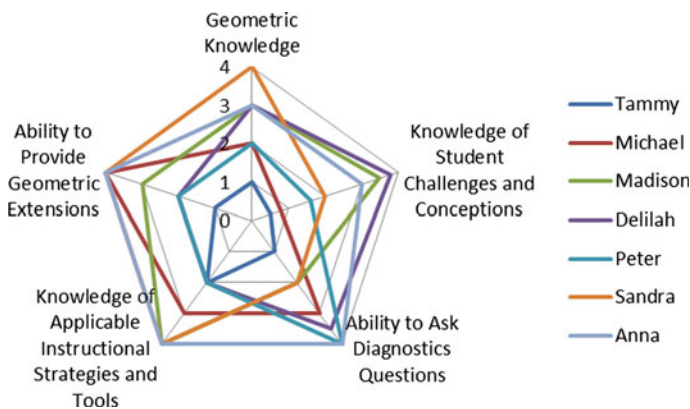 Geometric
Knowledge
4
3
2
1
0
Knowledge of
Student
Challenges and
Conceptions
Ability to Ask
Diagnostics
Questions
Knowledge of
Applicable
Instructional
Strategies and
Tools
Ability to
Provide
Geometric
Extensions
Tammy
Michael
Madison
Delilah
Peter
Sandra
Anna